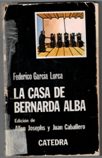 Federico García Lorca
LA CASA DE
BERNARDA ALBA
Edición de
Allen Josephs y Juan Caballero
CATEDRA